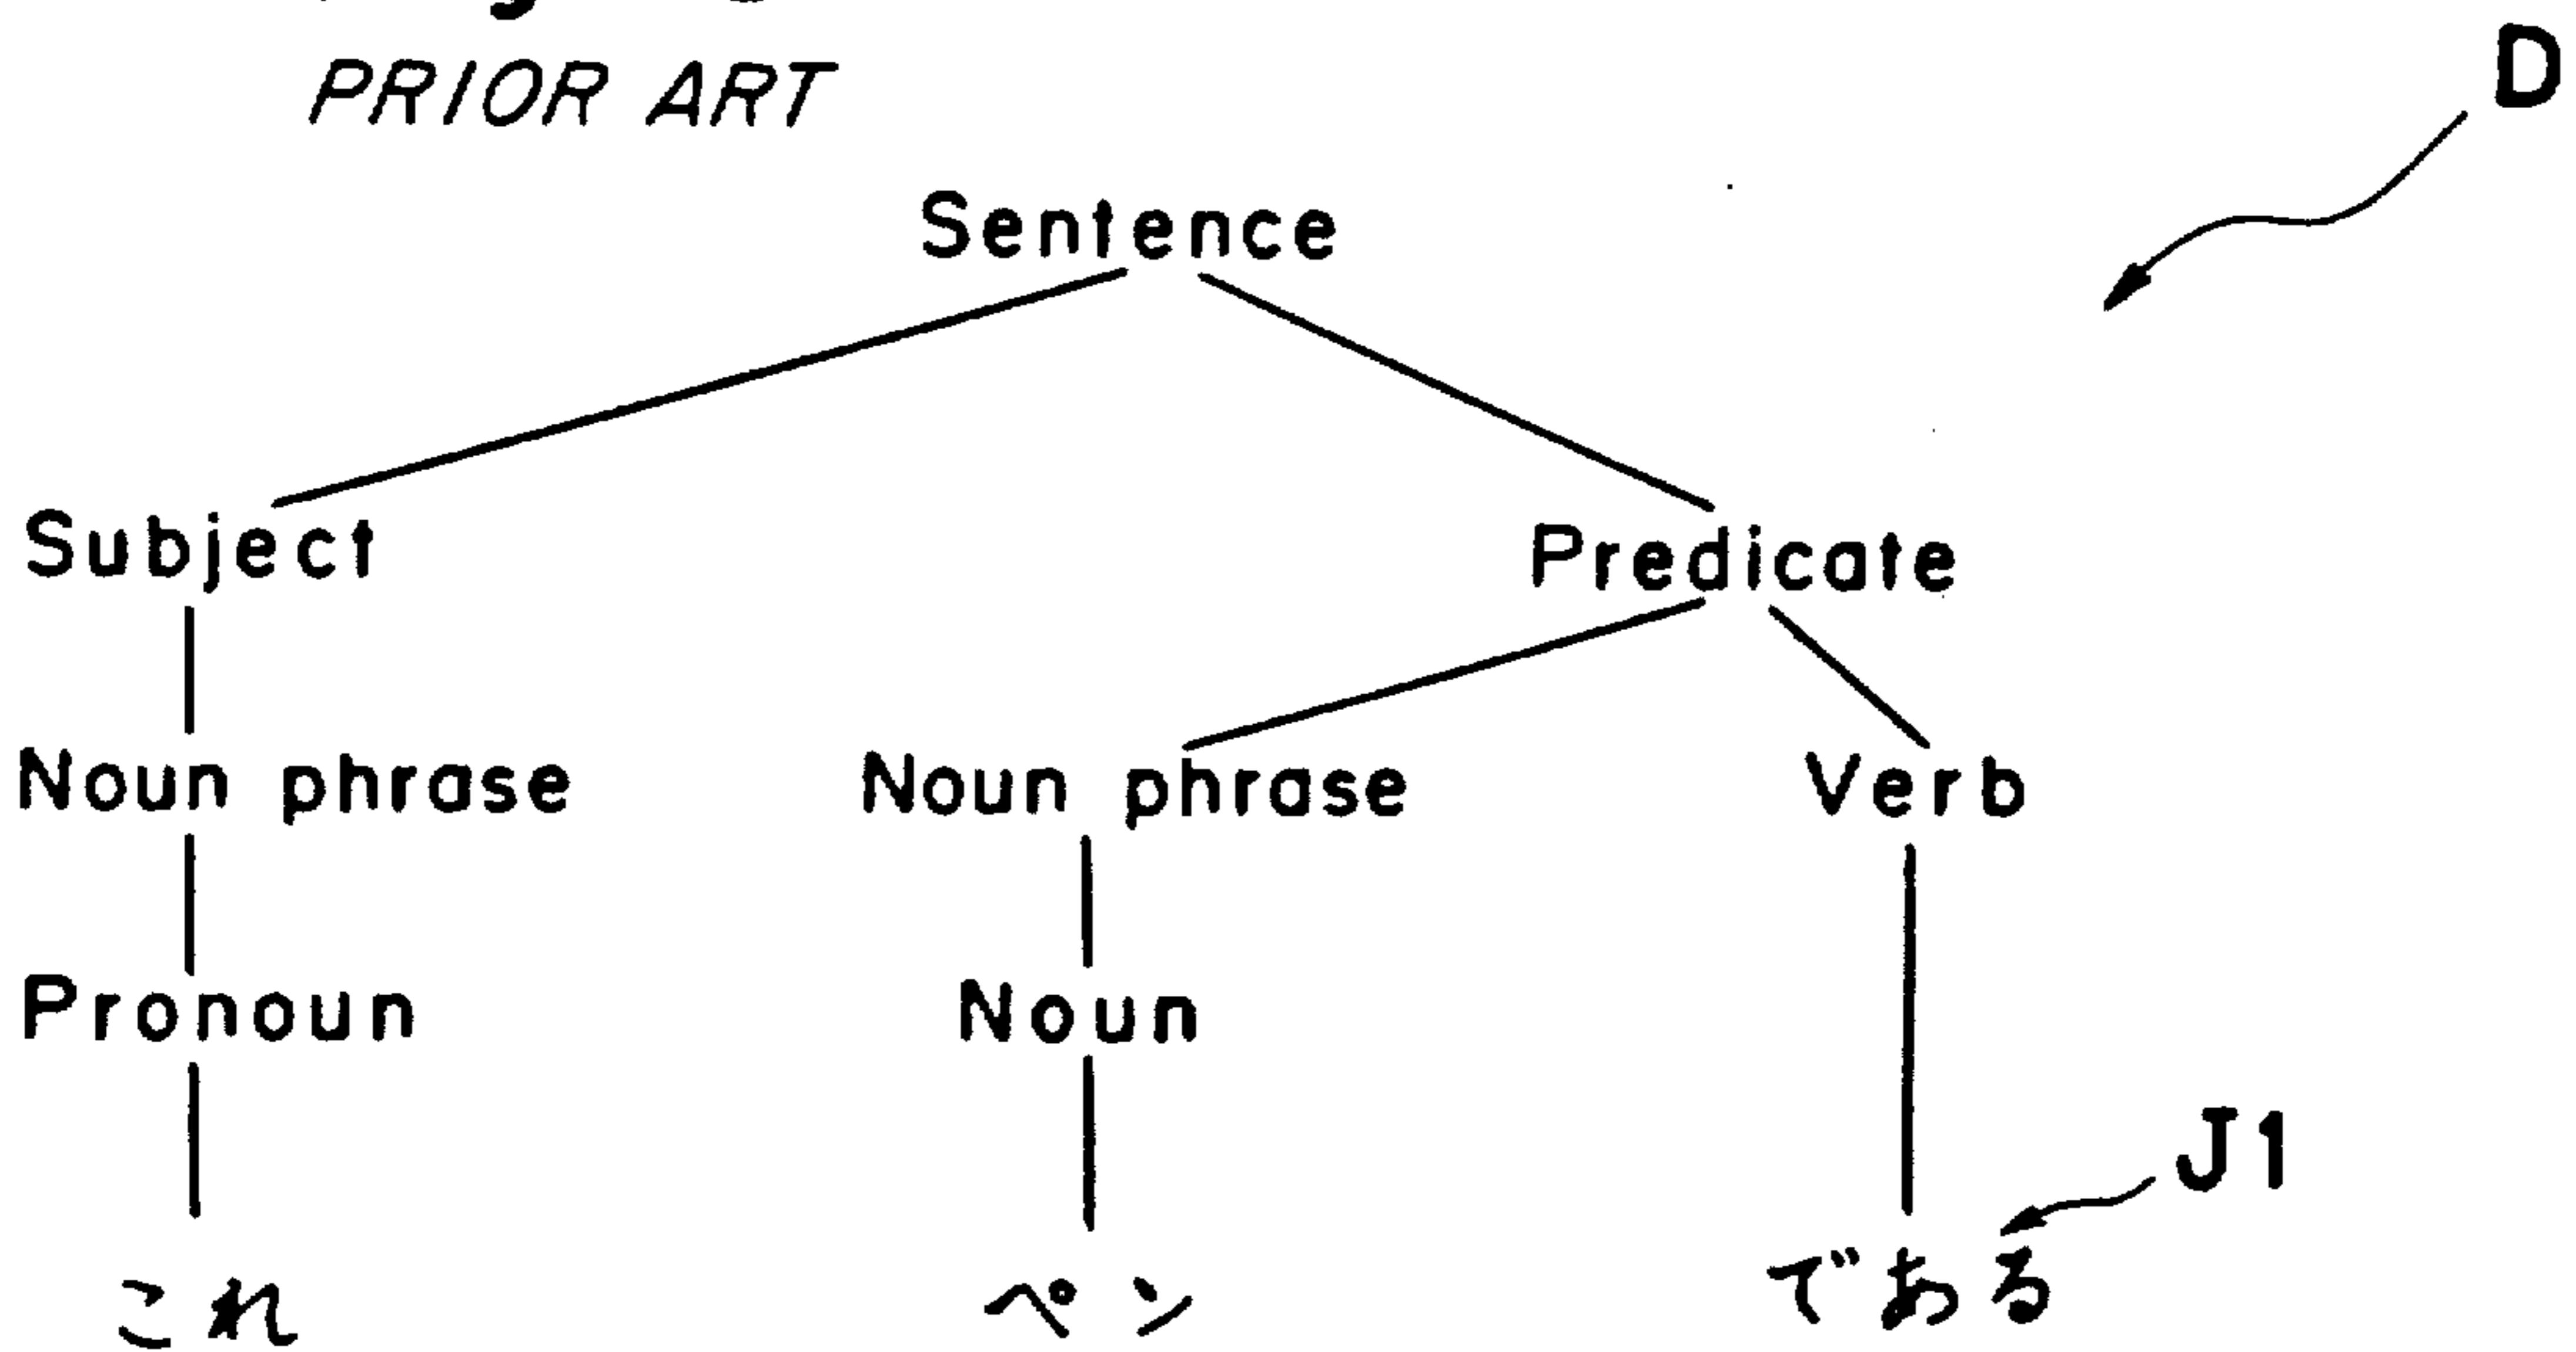 PRIOR ART
D
Sentence
Subject Predicate
Noun phrase Noun phrase Verb
Pronoun Noun
J1
これ ペン である